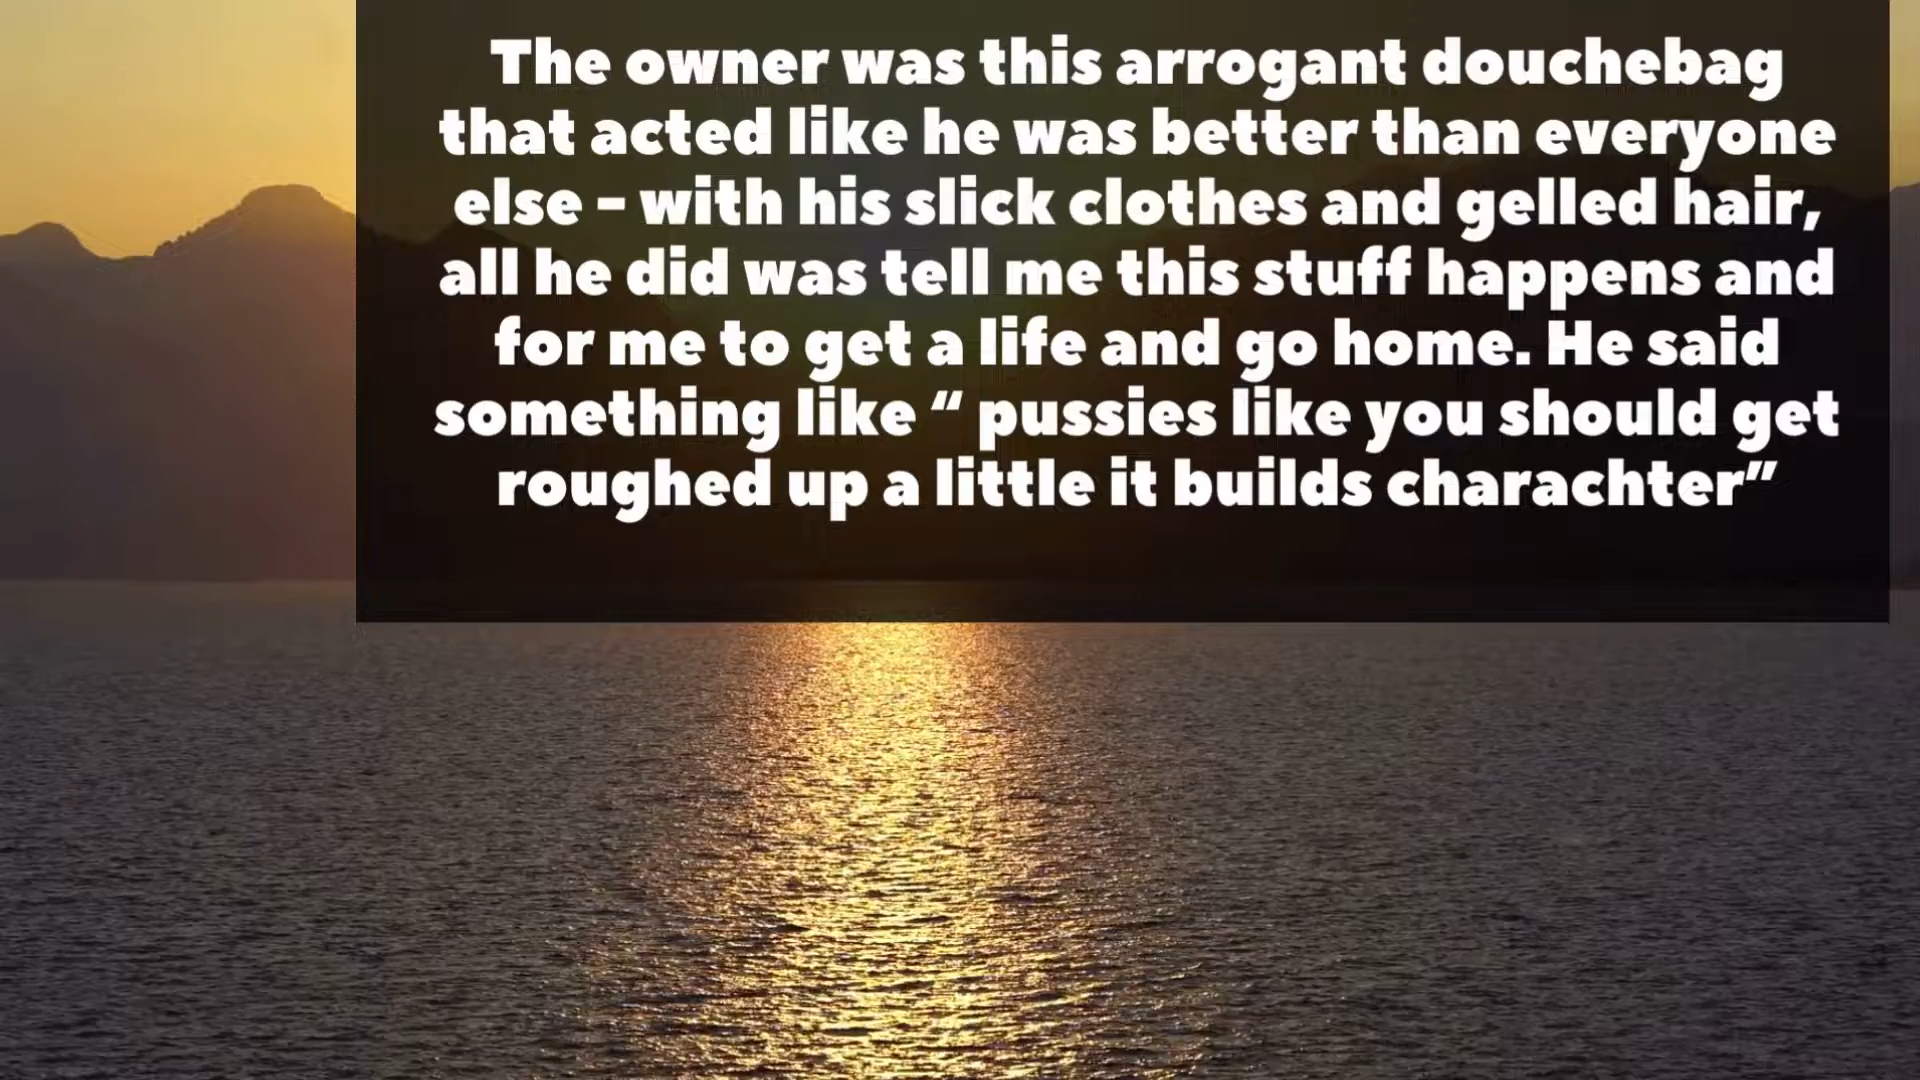 The owner was this arrogant douchebag
that acted like he was better than everyone
else - with his slick clothes and gelled hair,
all he did was tell me this stuff happens and
for me to get a life and go home. He said
something like “ pussies like you should get
roughed up a little it builds charachter”